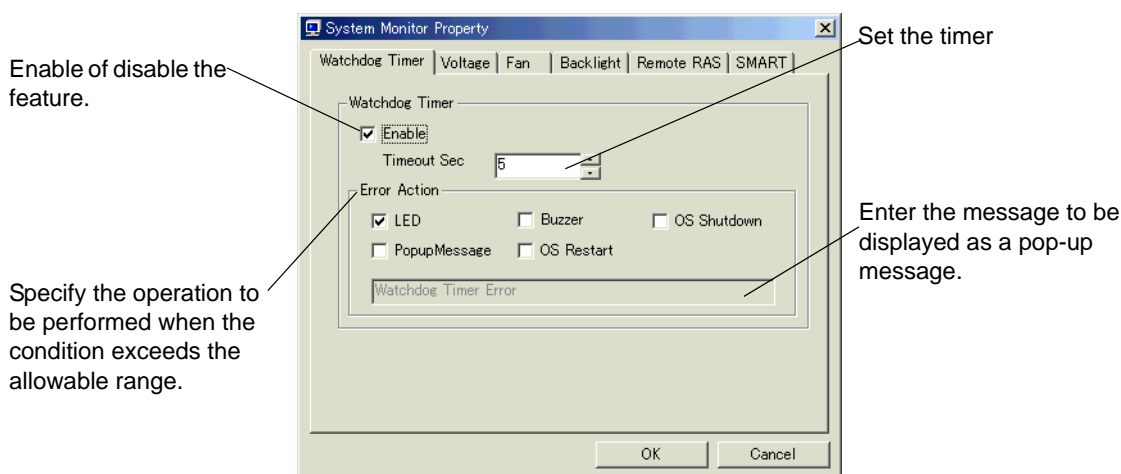 System Monitor Property
Set the timer
Watchdog Timer Voltage Fan Backlight Remote RAS SMART
Enable of disable the
feature.
Watchdog Timer
Enable
Timeout Sec 5
Error Action
LED Buzzer OS Shutdown
PopupMessage OS Restart
Watchdog Timer Error
Enter the message to be
displayed as a pop-up
message.
Specify the operation to
be performed when the
condition exceeds the
allowable range.
OK Cancel